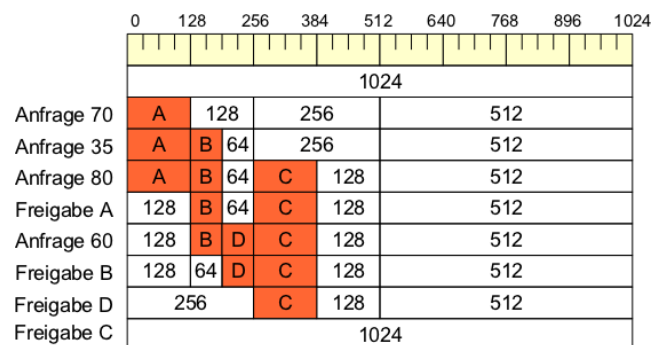 0 128 256 384 512 640 768 896 1024
1024
Anfrage 70 A 128 256 512
Anfrage 35 A B 64 256 512
Anfrage 80 A B 64 C 128 512
Freigabe A 128 B 64 C 128 512
Anfrage 60 128 B D C 128 512
Freigabe B 128 64 D C 128 512
Freigabe D 256 C 128 512
Freigabe C 1024